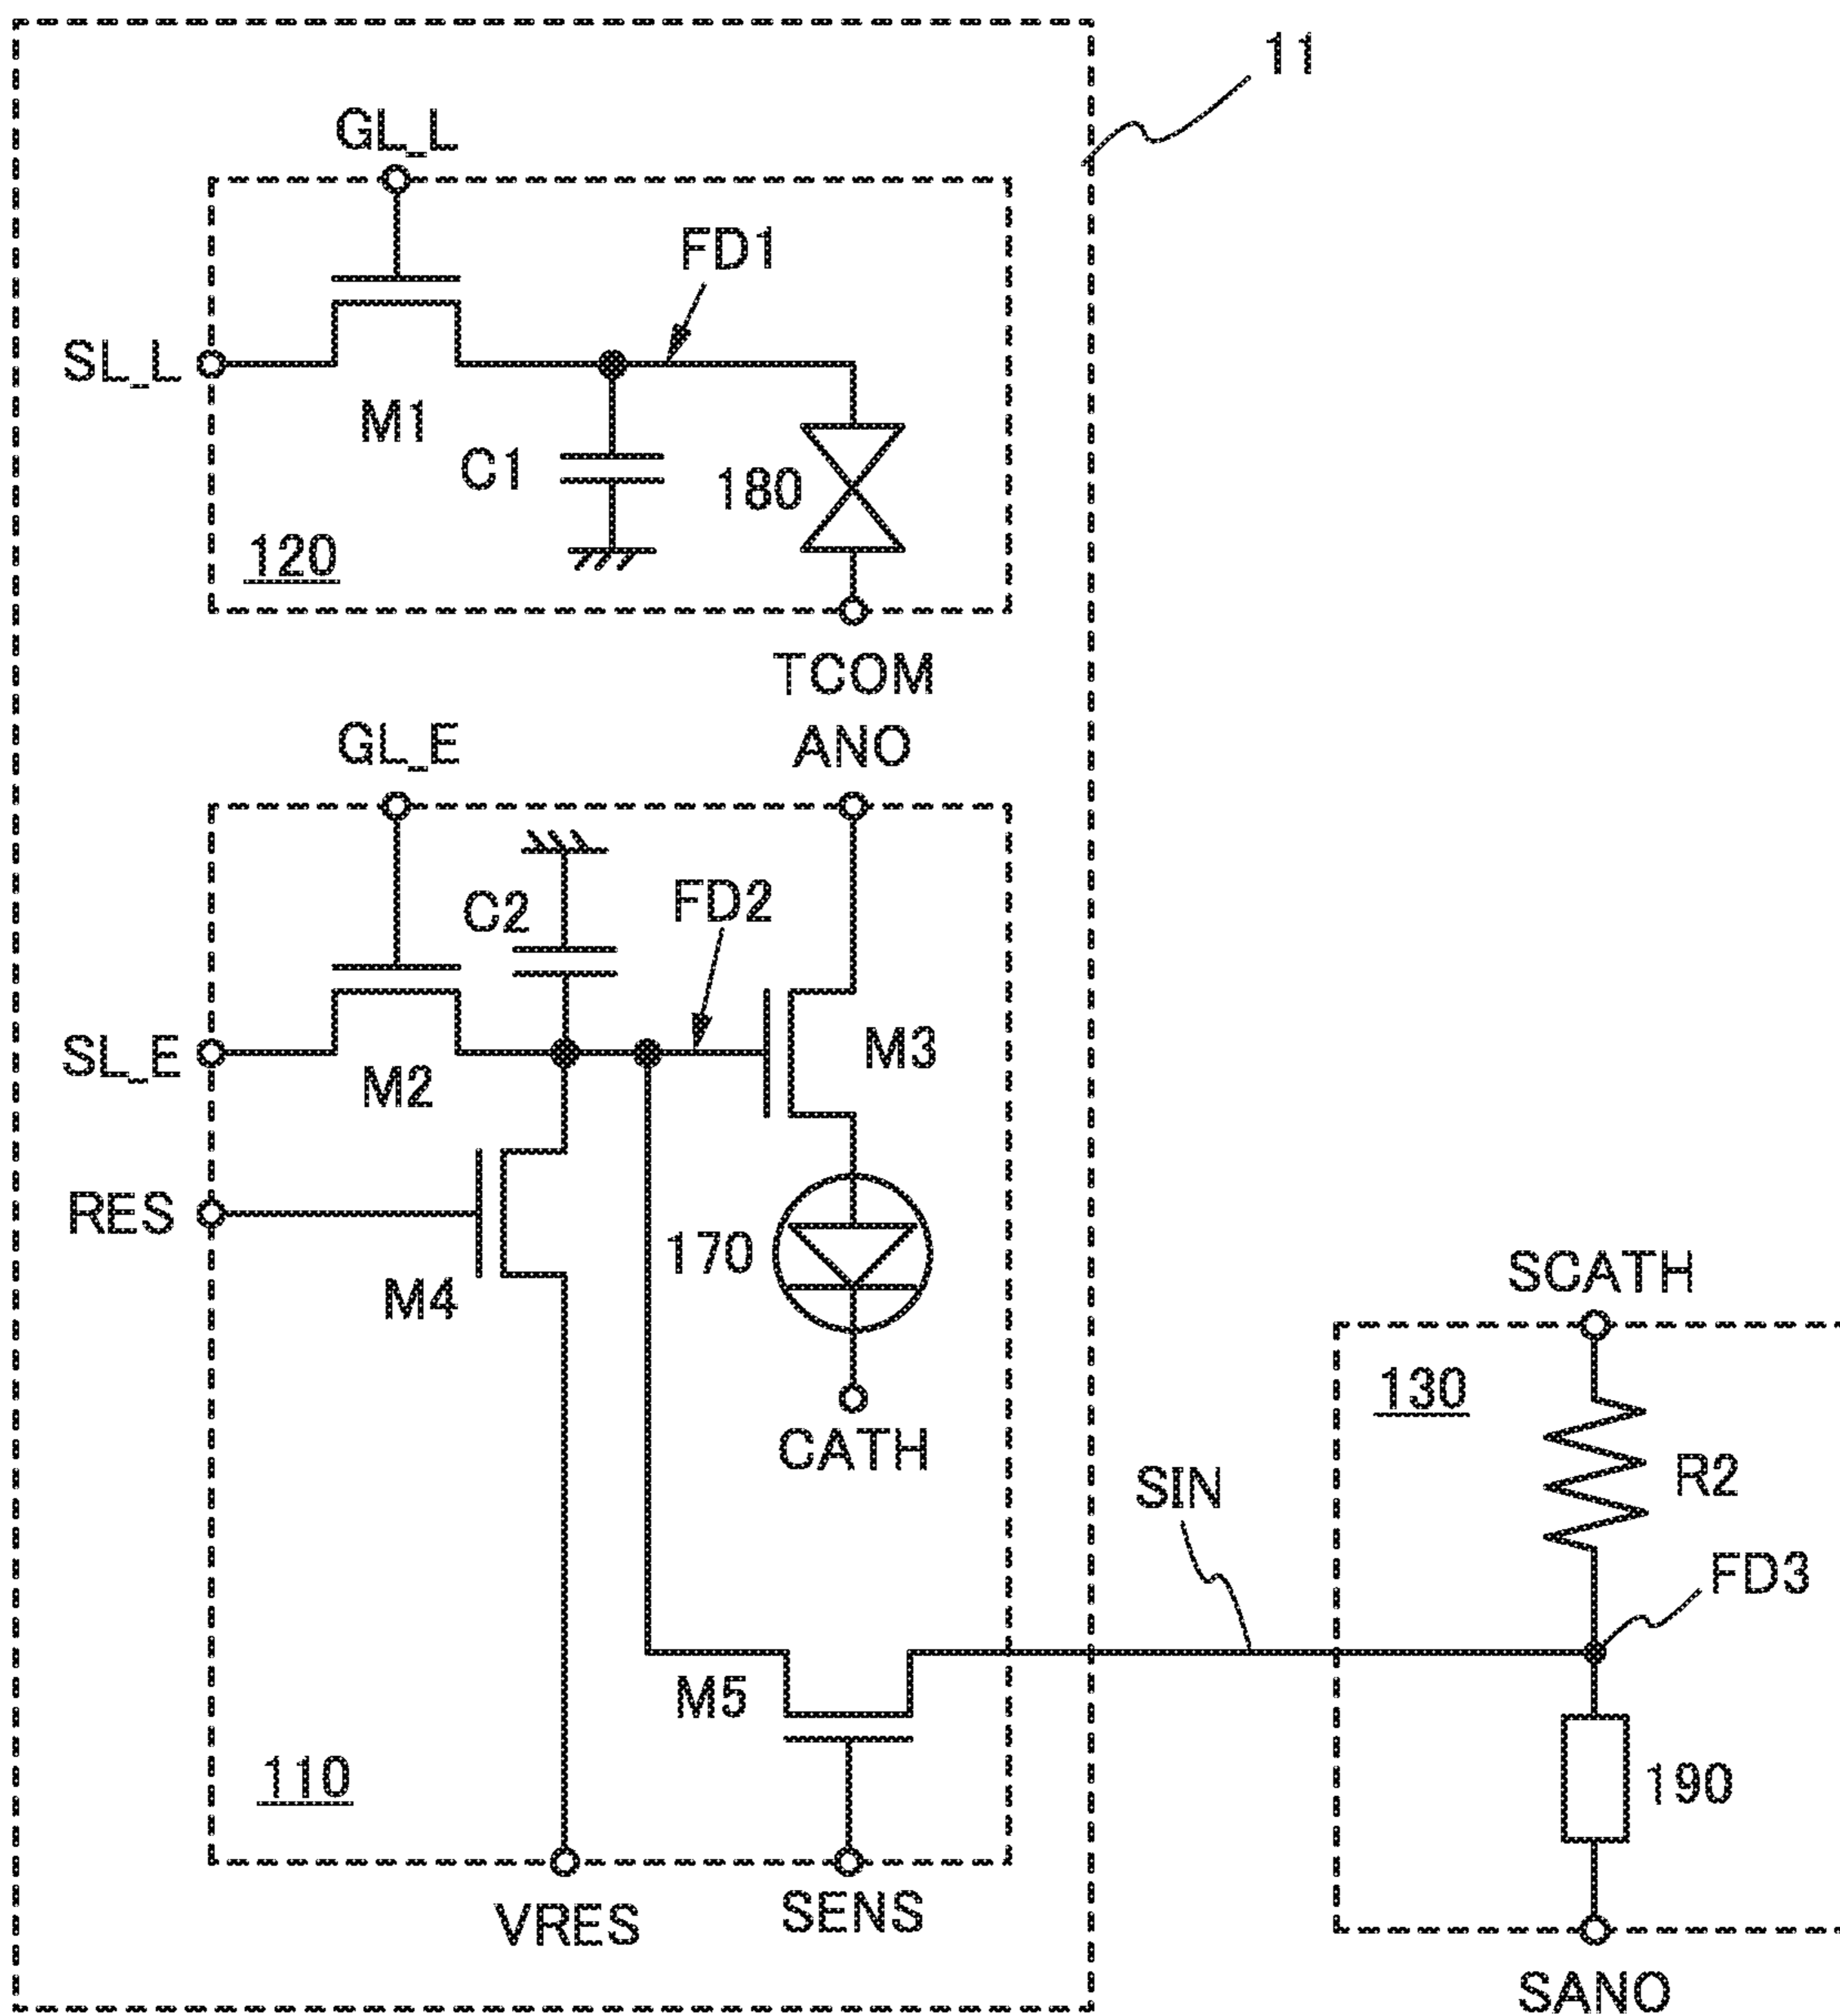 11
GL_L
FD1
SL_L
M1
C1
180
120
TCOM
GL_E
ANO
C2
FD2
SL_E
M2
M3
RES
M4
170
CATH
SCATH
130
R2
SIN
FD3
M5
110
190
VRES
SENS
SANO